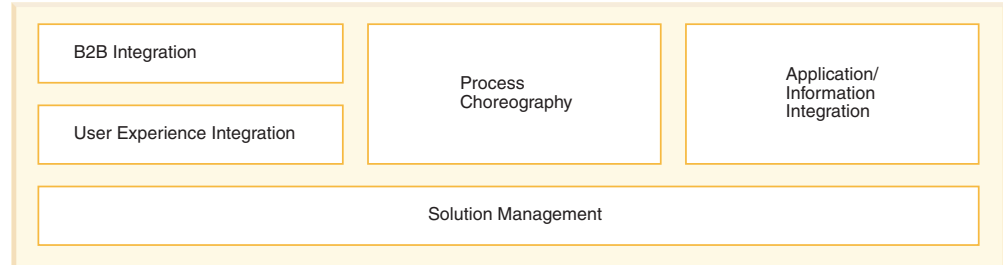 B2B Integration
User Experience Integration
Process
Choreography
Application/
Information
Integration
Solution Management